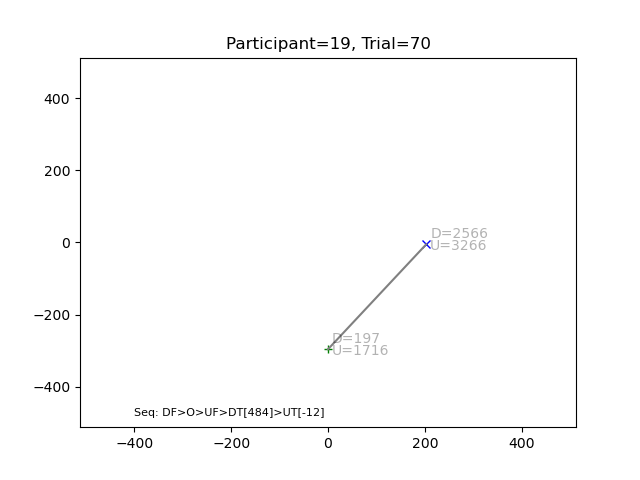 Participant=19, Trial=70
400
200
0
−200
−400
D=2566
U=3266
D=197
U=1716
Seq: DF>O>UF>DT[484]>UT[-12]
−400
−200
0
200
400